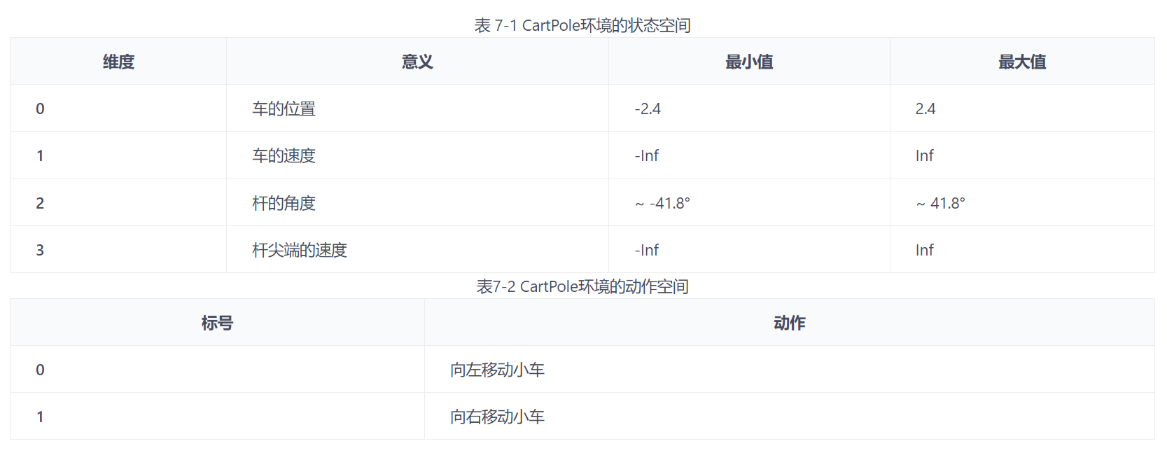 表 7-1 CartPole环境的状态空间
维度 意义 最小值 最大值
0 车的位置 -2.4 2.4
1 车的速度 -Inf Inf
2 杆的角度 ~ -41.8° ~ 41.8°
3 杆尖端的速度 -Inf Inf
表7-2 CartPole环境的动作空间
标号 动作
0 向左移动小车
1 向右移动小车